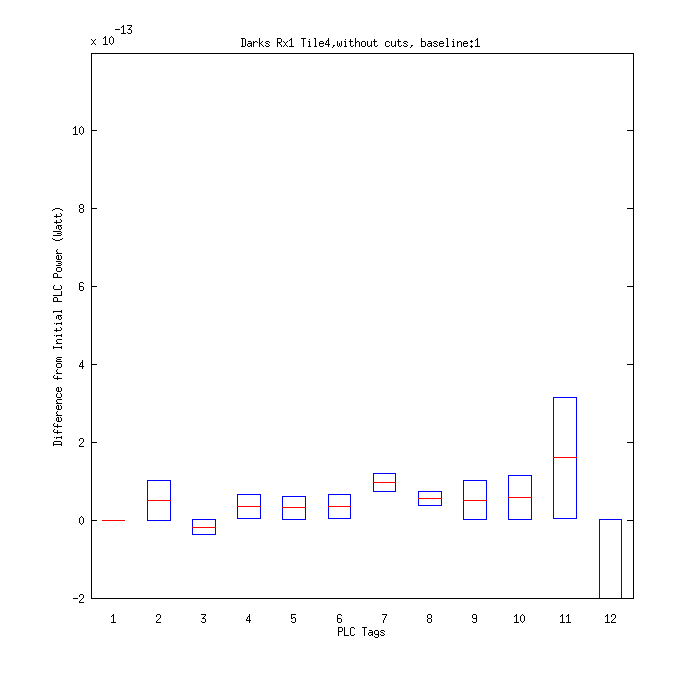 x 10-13
Darks Rx1 Tile4,without cuts, baseline:1
10
8
6
4
2
0
-2
Difference from Initial PLC Power (Watt)
1 2 3 4 5 6 7 8 9 10 11 12
PLC Tags